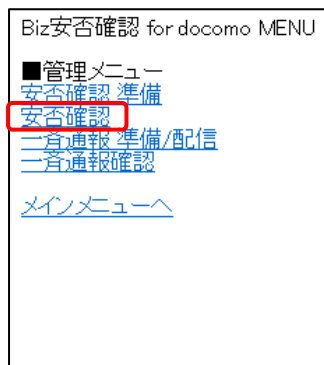 Biz安否確認 for docomo MENU
■管理メニュー
安否確認 準備
安否確認
一斉通報 準備/配信
一斉通報確認
メインメニューへ